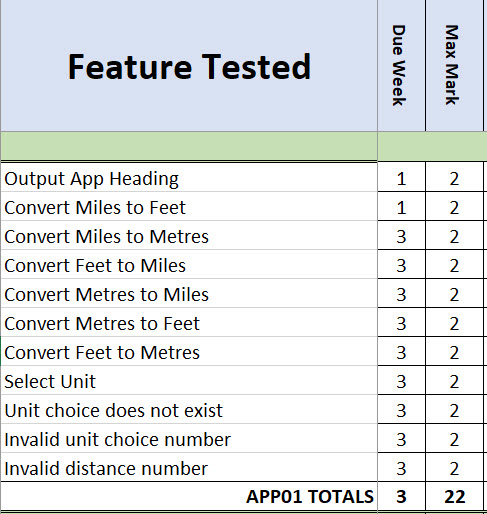 Feature Tested Due Week Max Mark
Output App Heading 1 2
Convert Miles to Feet 1 2
Convert Miles to Metres 3 2
Convert Feet to Miles 3 2
Convert Metres to Miles 3 2
Convert Metres to Feet 3 2
Convert Feet to Metres 3 2
Select Unit 3 2
Unit choice does not exist 3 2
Invalid unit choice number 3 2
Invalid distance number 3 2
APP01 TOTALS 3 22